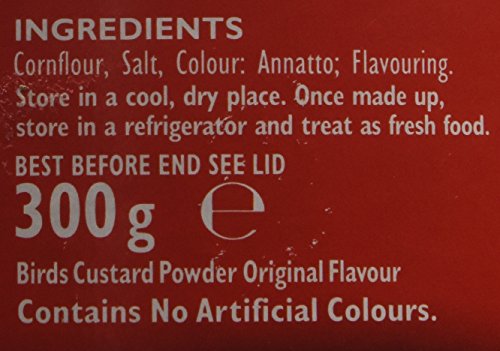 INGREDIENTS
Cornflour, Salt, Colour: Annatto; Flavouring.
Store in a cool, dry place. Once made up,
store in a refrigerator and treat as fresh food.
BEST BEFORE END SEE LID
300g ℮
Birds Custard Powder Original Flavour
Contains No Artificial Colours.